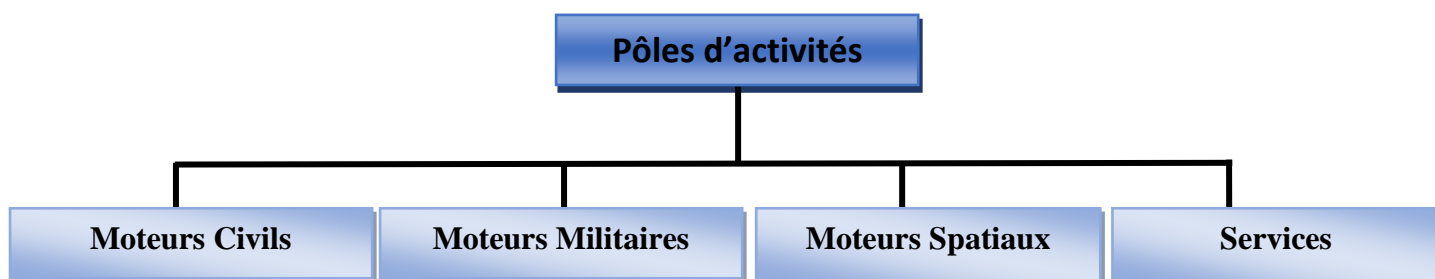 Pôles d’activités
Moteurs Civils
Moteurs Militaires
Moteurs Spatiaux
Services